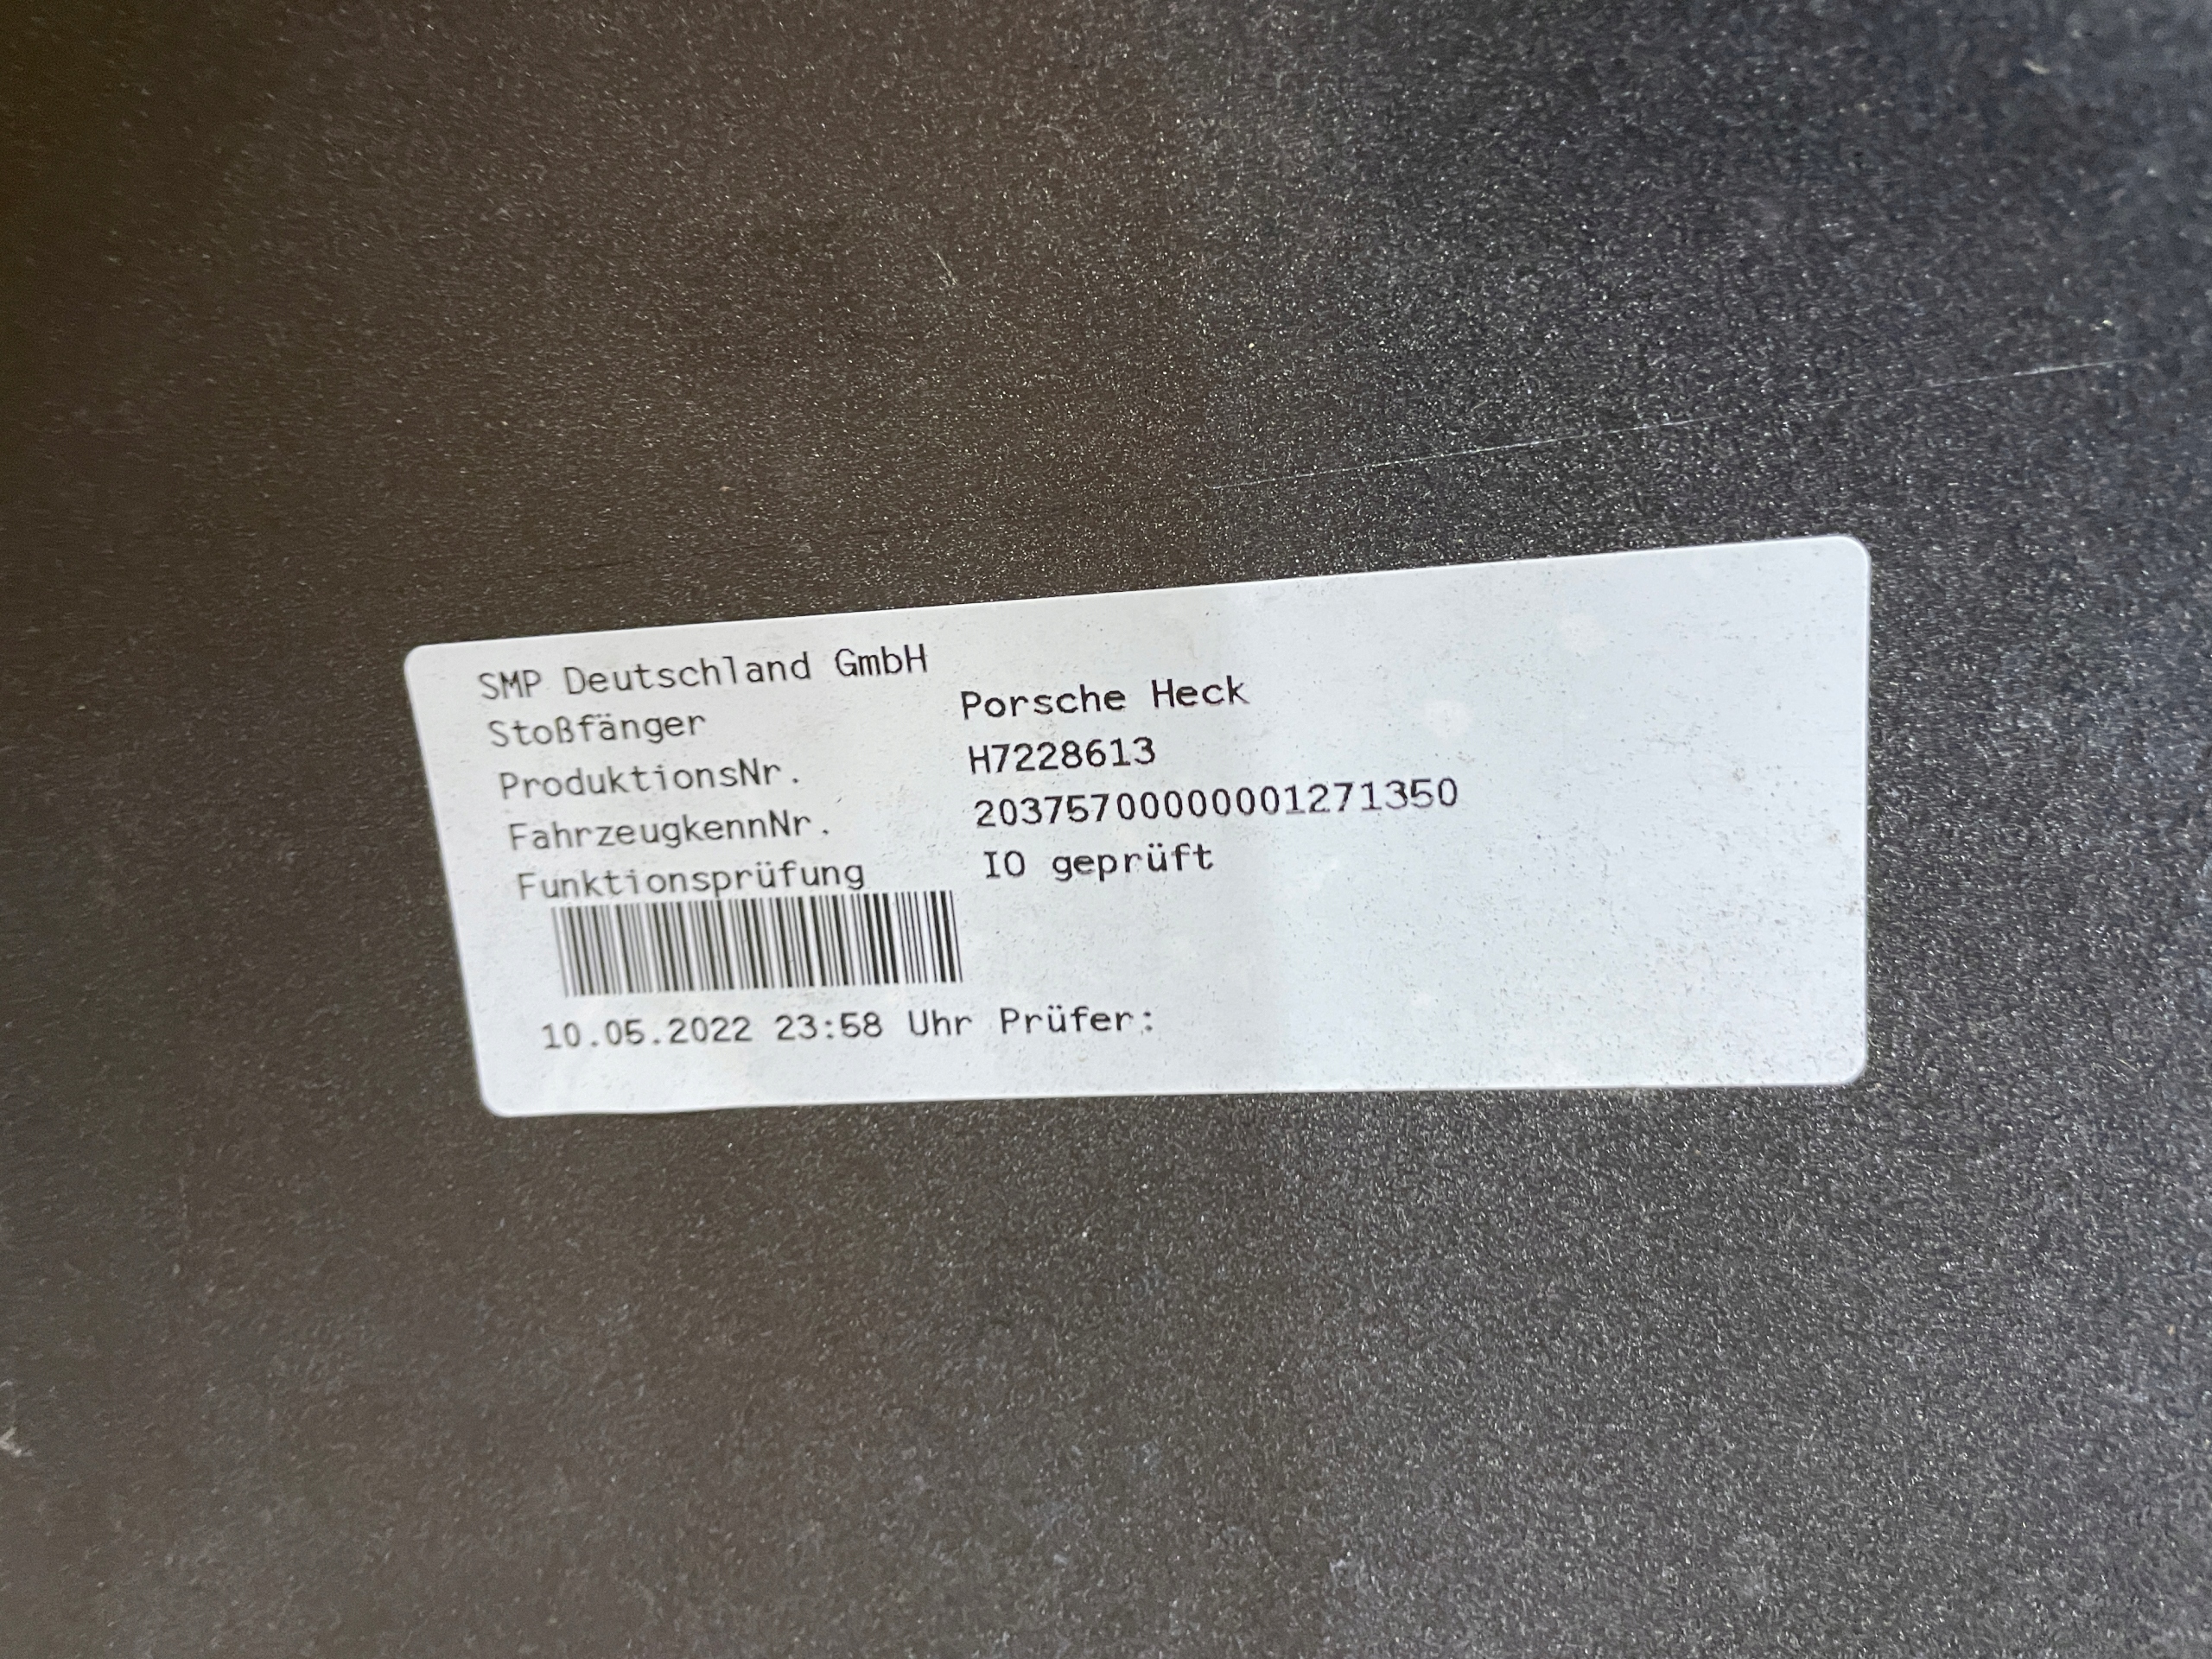 SMP Deutschland GmbH
Stoßfänger Porsche Heck
ProduktionsNr. H7228613
FahrzeugkennNr. 20375700000001271350
Funktionsprüfung IO geprüft
10.05.2022 23:58 Uhr Prüfer: